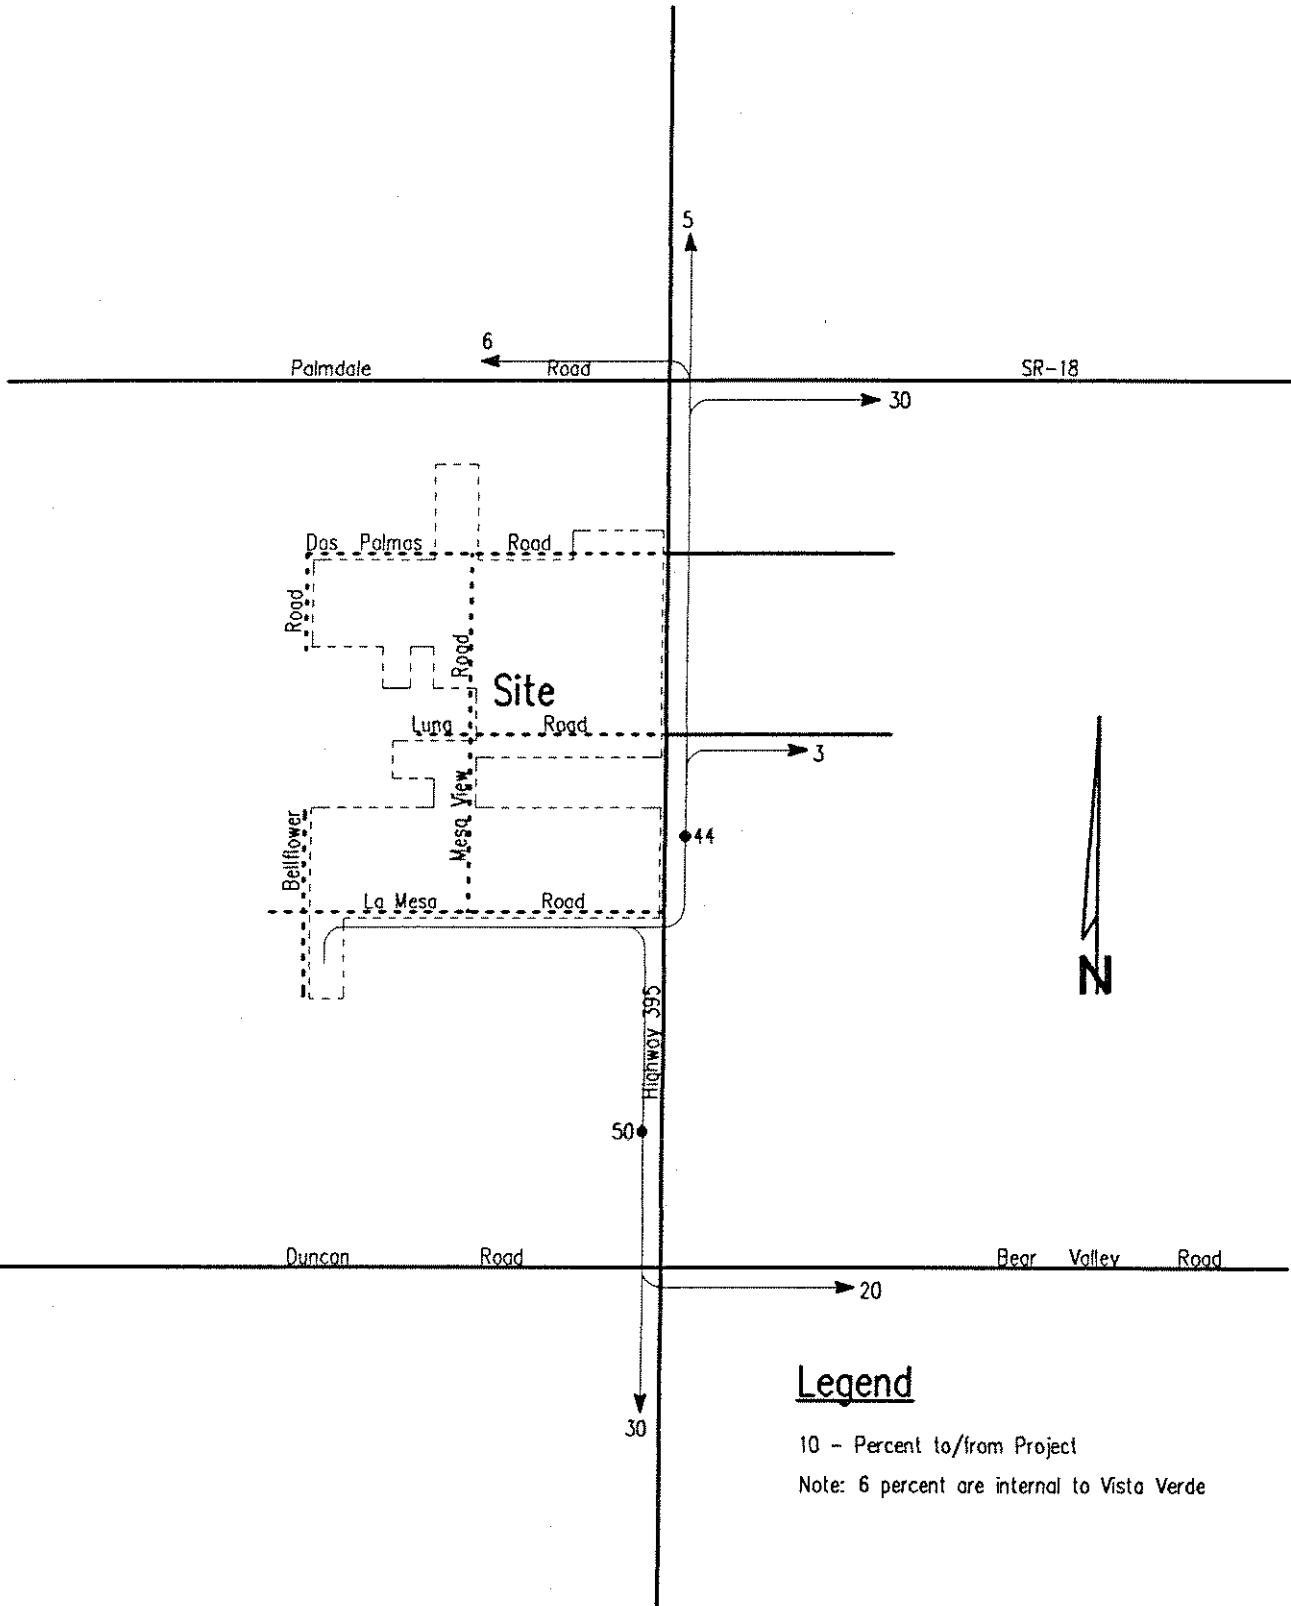 5
6
Palmdale Road SR-18
30
Dos Palmas Road
Road
Road
Site
Luna Road
3
Mesa View
44
Bellflower
La Mesa Road
N
Highway 395
50
Duncan Road Bear Valley Road
20
Legend
30
10 - Percent to/from Project
Note: 6 percent are internal to Vista Verde